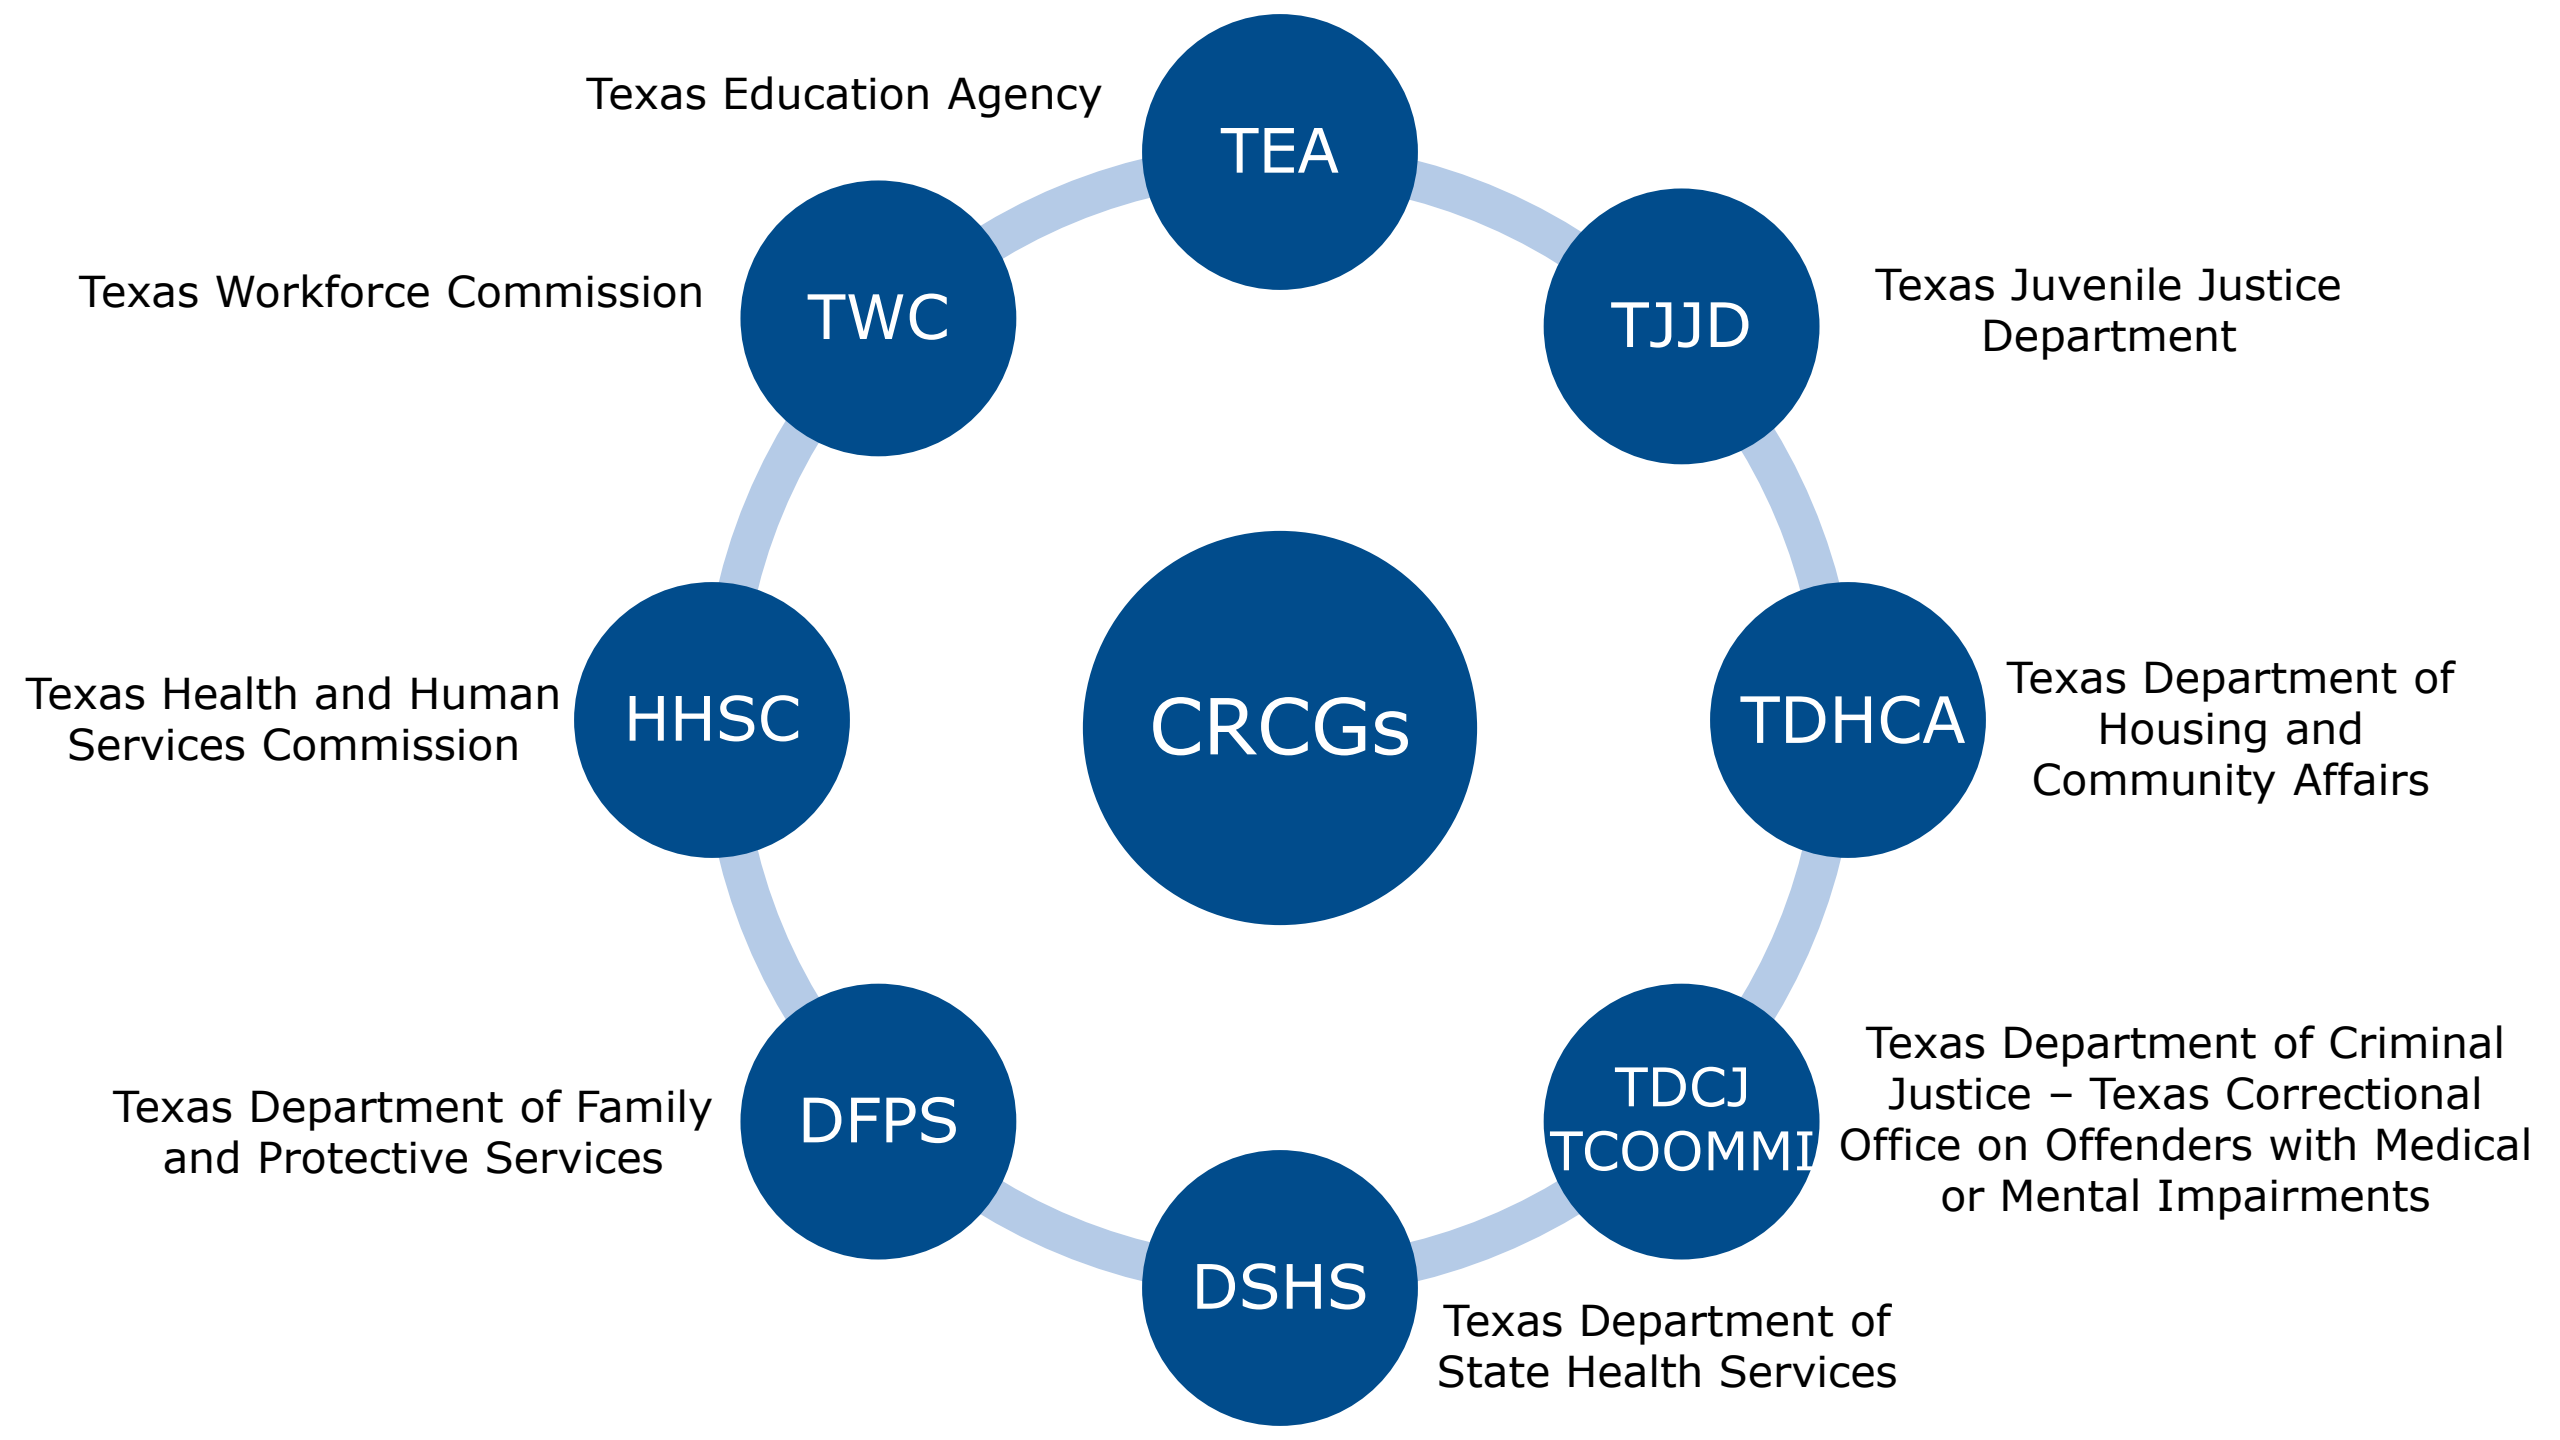 Texas Education Agency
TEA
Texas Workforce Commission
TWC
TJJD
Texas Juvenile Justice
Department
Texas Health and Human
Services Commission
HHSC
CRCGs
TDHCA
Texas Department of
Housing and
Community Affairs
Texas Department of Family
and Protective Services
DFPS
TDCJ
TCOOMMI
Texas Department of Criminal
Justice – Texas Correctional
Office on Offenders with Medical
or Mental Impairments
DSHS
Texas Department of
State Health Services